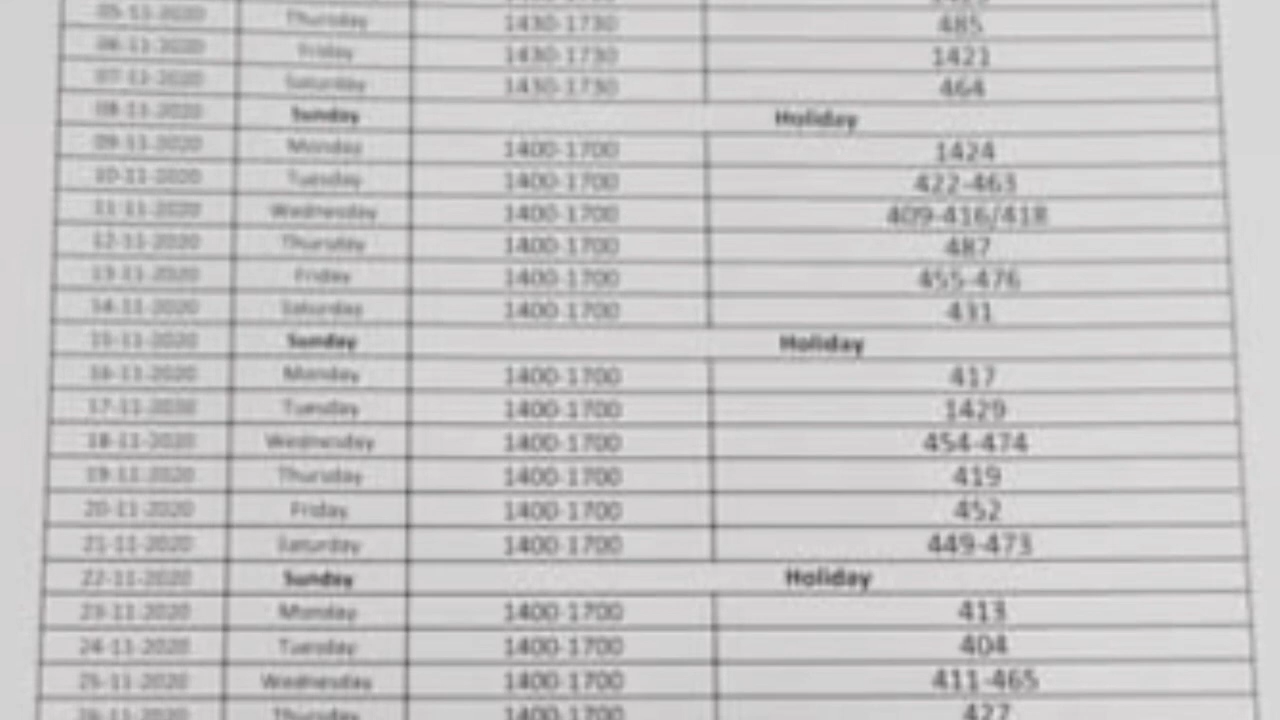 05-11-2020 Thursday 1430-1730 485
06-11-2020 Friday 1430-1730 1421
07-11-2020 Saturday 1430-1730 464
08-11-2020 Sunday Holiday
09-11-2020 Monday 1400-1700 1424
10-11-2020 Tuesday 1400-1700 422-463
11-11-2020 Wednesday 1400-1700 409-416/418
12-11-2020 Thursday 1400-1700 487
13-11-2020 Friday 1400-1700 455-476
14-11-2020 Saturday 1400-1700 431
15-11-2020 Sunday Holiday
16-11-2020 Monday 1400-1700 417
17-11-2020 Tuesday 1400-1700 1429
18-11-2020 Wednesday 1400-1700 454-474
19-11-2020 Thursday 1400-1700 419
20-11-2020 Friday 1400-1700 452
21-11-2020 Saturday 1400-1700 449-473
22-11-2020 Sunday Holiday
23-11-2020 Monday 1400-1700 413
24-11-2020 Tuesday 1400-1700 404
25-11-2020 Wednesday 1400-1700 411-465
26-11-2020 Thursday 1400-1700 427